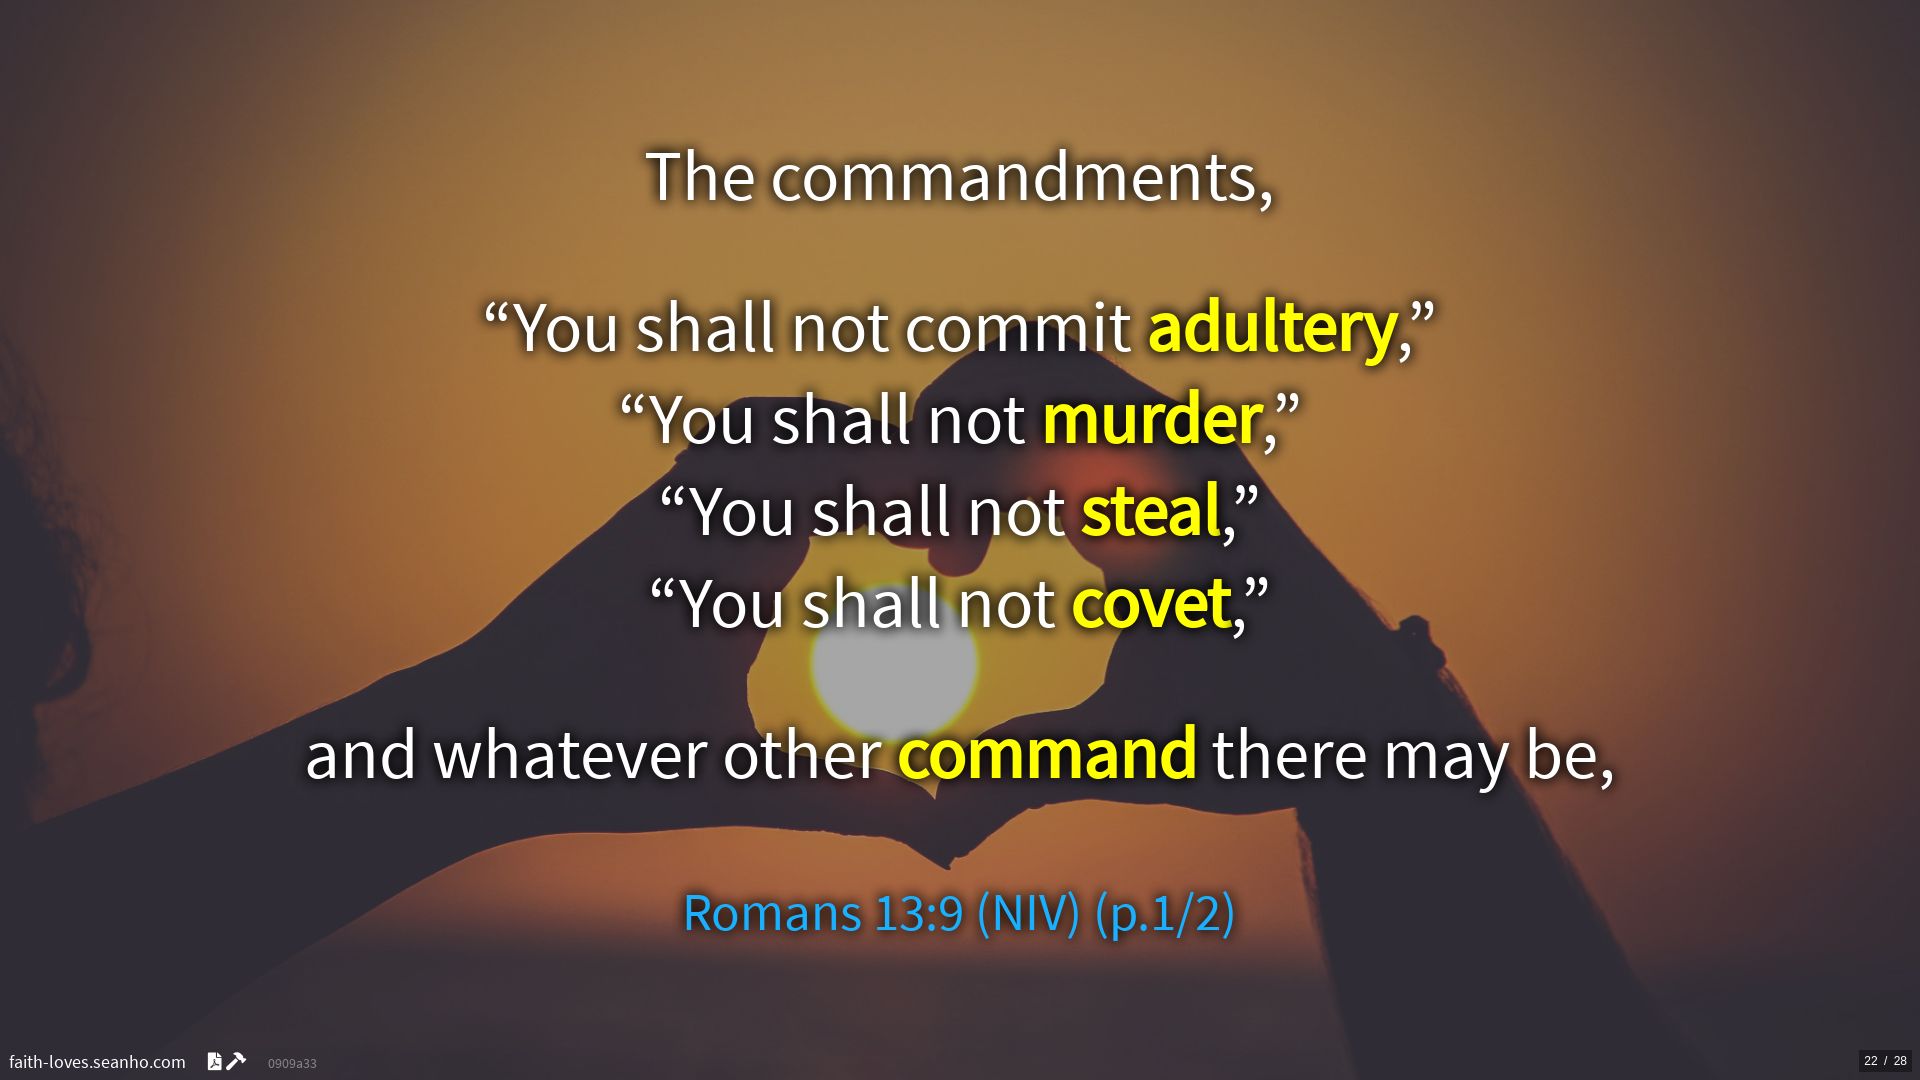 The commandments,
“You shall not commit adultery,”
“You shall not murder,”
“You shall not steal,”
“You shall not covet,”
and whatever other command there may be,
Romans 13:9 (NIV) (p.1/2)
faith-loves.seanho.com 0909a33
22 / 28